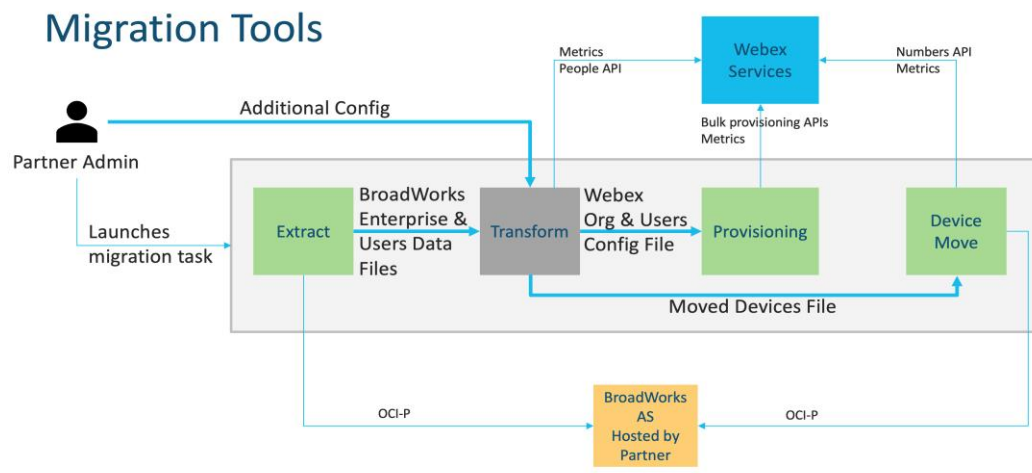 Migration Tools
Metrics
People API
Webex
Services
Numbers API
Metrics
Additional Config
Bulk provisioning APIs
Metrics
Partner Admin
Launches
migration task
Extract
BroadWorks
Enterprise &
Users Data
Files
Transform
Webex
Org & Users
Config File
Provisioning
Device
Move
Moved Devices File
OCI-P
BroadWorks
AS
Hosted by
Partner
OCI-P